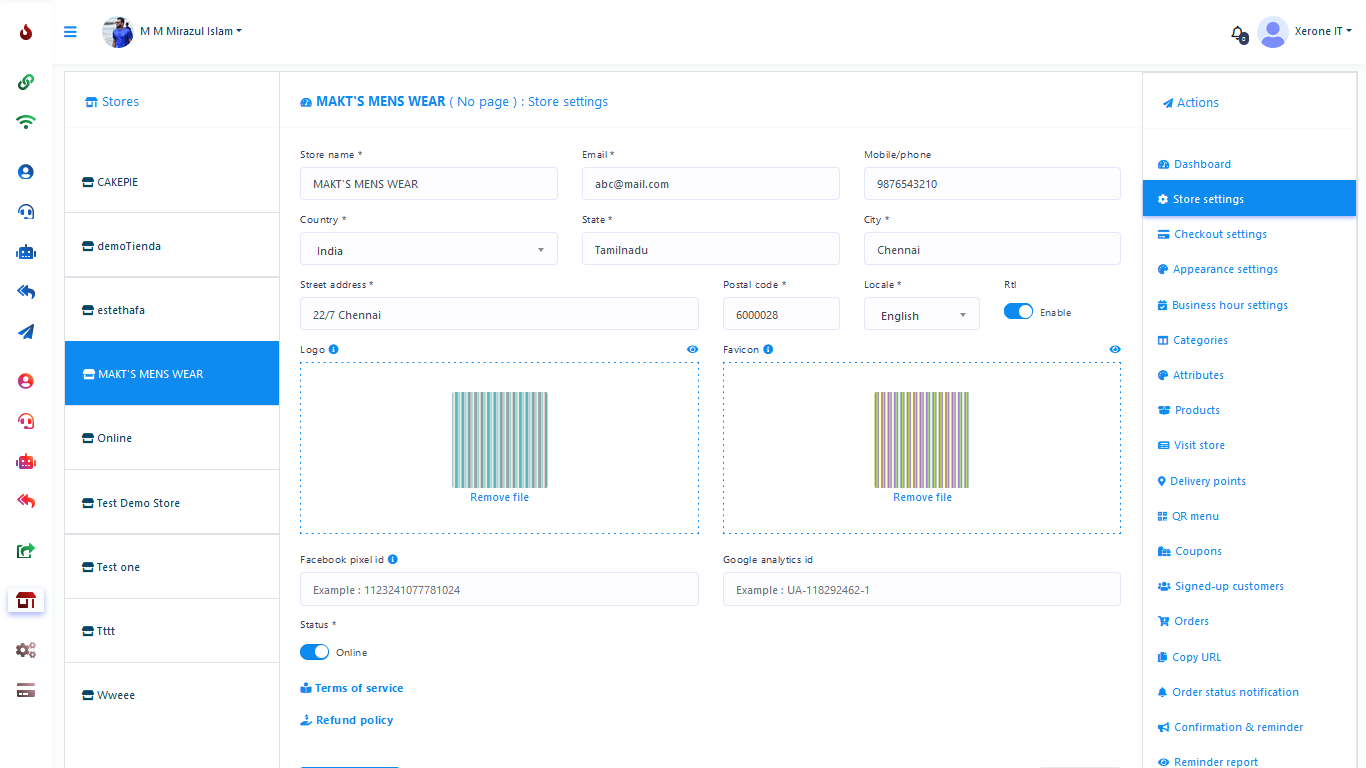 M M Mirazul Islam
0
Xerone IT
Stores
CAKEPIE
demoTienda
estethafa
MAKT'S MENS WEAR
Online
Test Demo Store
Test one
Tttt
Wweee
MAKT'S MENS WEAR ( No page ) : Store settings
Store name *
Email *
Mobile/phone
MAKT'S MENS WEAR
abc@mail.com
9876543210
Country *
State *
City *
India
Tamilnadu
Chennai
Street address *
Postal code *
Locale *
Rtl
22/7 Chennai
6000028
English
Enable
Logo
Favicon
Remove file
Remove file
Facebook pixel id
Google analytics id
Example : 1123241077781024
Example : UA-118292462-1
Status *
Online
Terms of service
Refund policy
Actions
Dashboard
Store settings
Checkout settings
Appearance settings
Business hour settings
Categories
Attributes
Products
Visit store
Delivery points
QR menu
Coupons
Signed-up customers
Orders
Copy URL
Order status notification
Confirmation & reminder
Reminder report